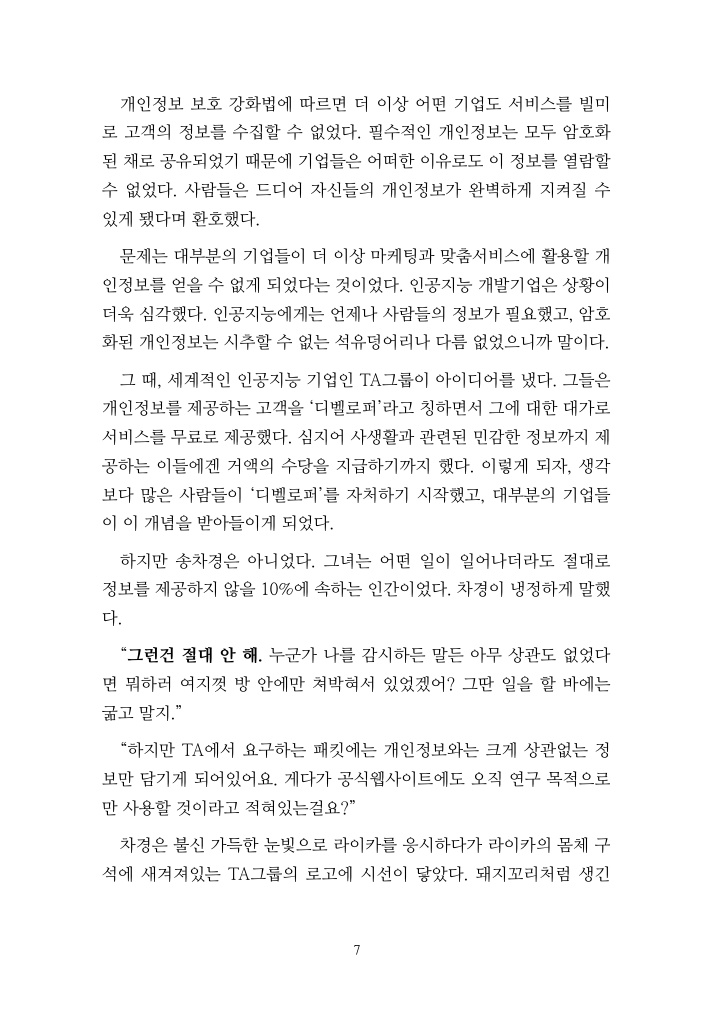 개인정보 보호 강화법에 따르면 더 이상 어떤 기업도 서비스를 빌미
로 고객의 정보를 수집할 수 없었다. 필수적인 개인정보는 모두 암호화
된 채로 공유되었기 때문에 기업들은 어떠한 이유로도 이 정보를 열람할
수 없었다. 사람들은 드디어 자신들의 개인정보가 완벽하게 지켜질 수
있게 됐다며 환호했다.
문제는 대부분의 기업들이 더 이상 마케팅과 맞춤서비스에 활용할 개
인정보를 얻을 수 없게 되었다는 것이었다. 인공지능 개발기업은 상황이
더욱 심각했다. 인공지능에게는 언제나 사람들의 정보가 필요했고, 암호
화된 개인정보는 시추할 수 없는 석유덩어리나 다름 없었으니까 말이다.
그 때, 세계적인 인공지능 기업인 TA그룹이 아이디어를 냈다. 그들은
개인정보를 제공하는 고객을 ‘디벨로퍼’라고 칭하면서 그에 대한 대가로
서비스를 무료로 제공했다. 심지어 사생활과 관련된 민감한 정보까지 제
공하는 이들에겐 거액의 수당을 지급하기까지 했다. 이렇게 되자, 생각
보다 많은 사람들이 ‘디벨로퍼’를 자처하기 시작했고, 대부분의 기업들
이 이 개념을 받아들이게 되었다.
하지만 송차경은 아니었다. 그녀는 어떤 일이 일어나더라도 절대로
정보를 제공하지 않을 10%에 속하는 인간이었다. 차경이 냉정하게 말했
다.
“그런건 절대 안 해. 누군가 나를 감시하든 말든 아무 상관도 없었다
면 뭐하러 여지껏 방 안에만 쳐박혀서 있었겠어? 그딴 일을 할 바에는
굶고 말지.”
“하지만 TA에서 요구하는 패킷에는 개인정보와는 크게 상관없는 정
보만 담기게 되어있어요. 게다가 공식웹사이트에도 오직 연구 목적으로
만 사용할 것이라고 적혀있는걸요?”
차경은 불신 가득한 눈빛으로 라이카를 응시하다가 라이카의 몸체 구
석에 새겨져있는 TA그룹의 로고에 시선이 닿았다. 돼지꼬리처럼 생긴
7